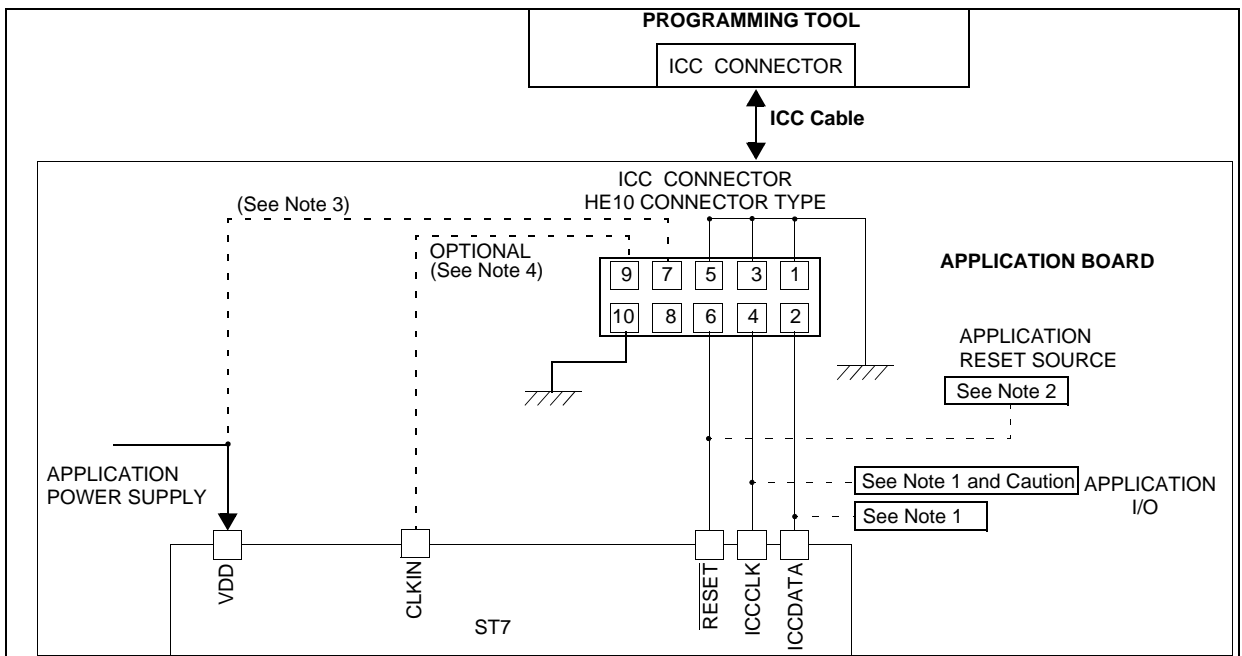 PROGRAMMING TOOL
ICC CONNECTOR
ICC Cable
ICC CONNECTOR
HE10 CONNECTOR TYPE
(See Note 3)
OPTIONAL
(See Note 4)
9 7 5 3 1
10 8 6 4 2
APPLICATION BOARD
APPLICATION
RESET SOURCE
See Note 2
APPLICATION
POWER SUPPLY
See Note 1 and Caution
See Note 1
APPLICATION
I/O
VDD
CLKIN
RESET
ICCCLK
ICCDATA
ST7